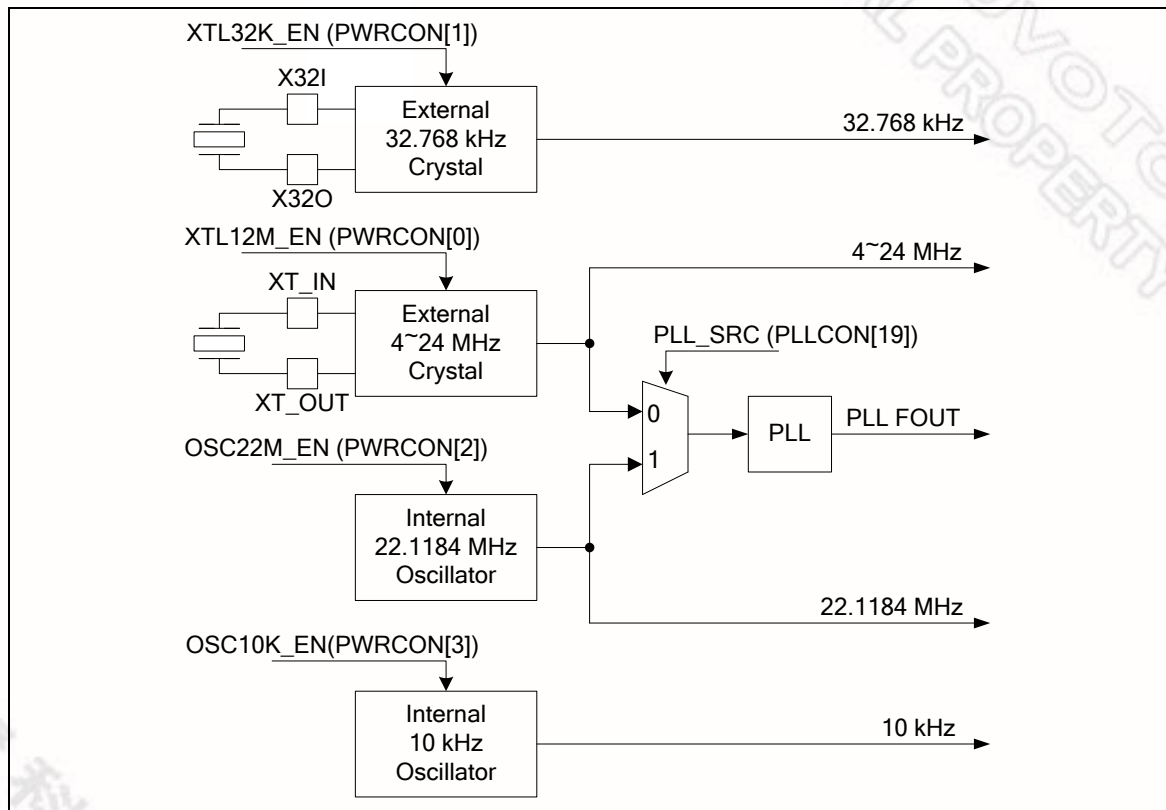 XTL32K_EN (PWRCON[1])
X32I
External
32.768 kHz
Crystal
X32O
32.768 kHz
XTL12M_EN (PWRCON[0])
XT_IN
External
4~24 MHz
Crystal
XT_OUT
4~24 MHz
PLL_SRC (PLLCON[19])
0
1
PLL
PLL FOUT
OSC22M_EN (PWRCON[2])
Internal
22.1184 MHz
Oscillator
22.1184 MHz
OSC10K_EN(PWRCON[3])
Internal
10 kHz
Oscillator
10 kHz
PROPERTY